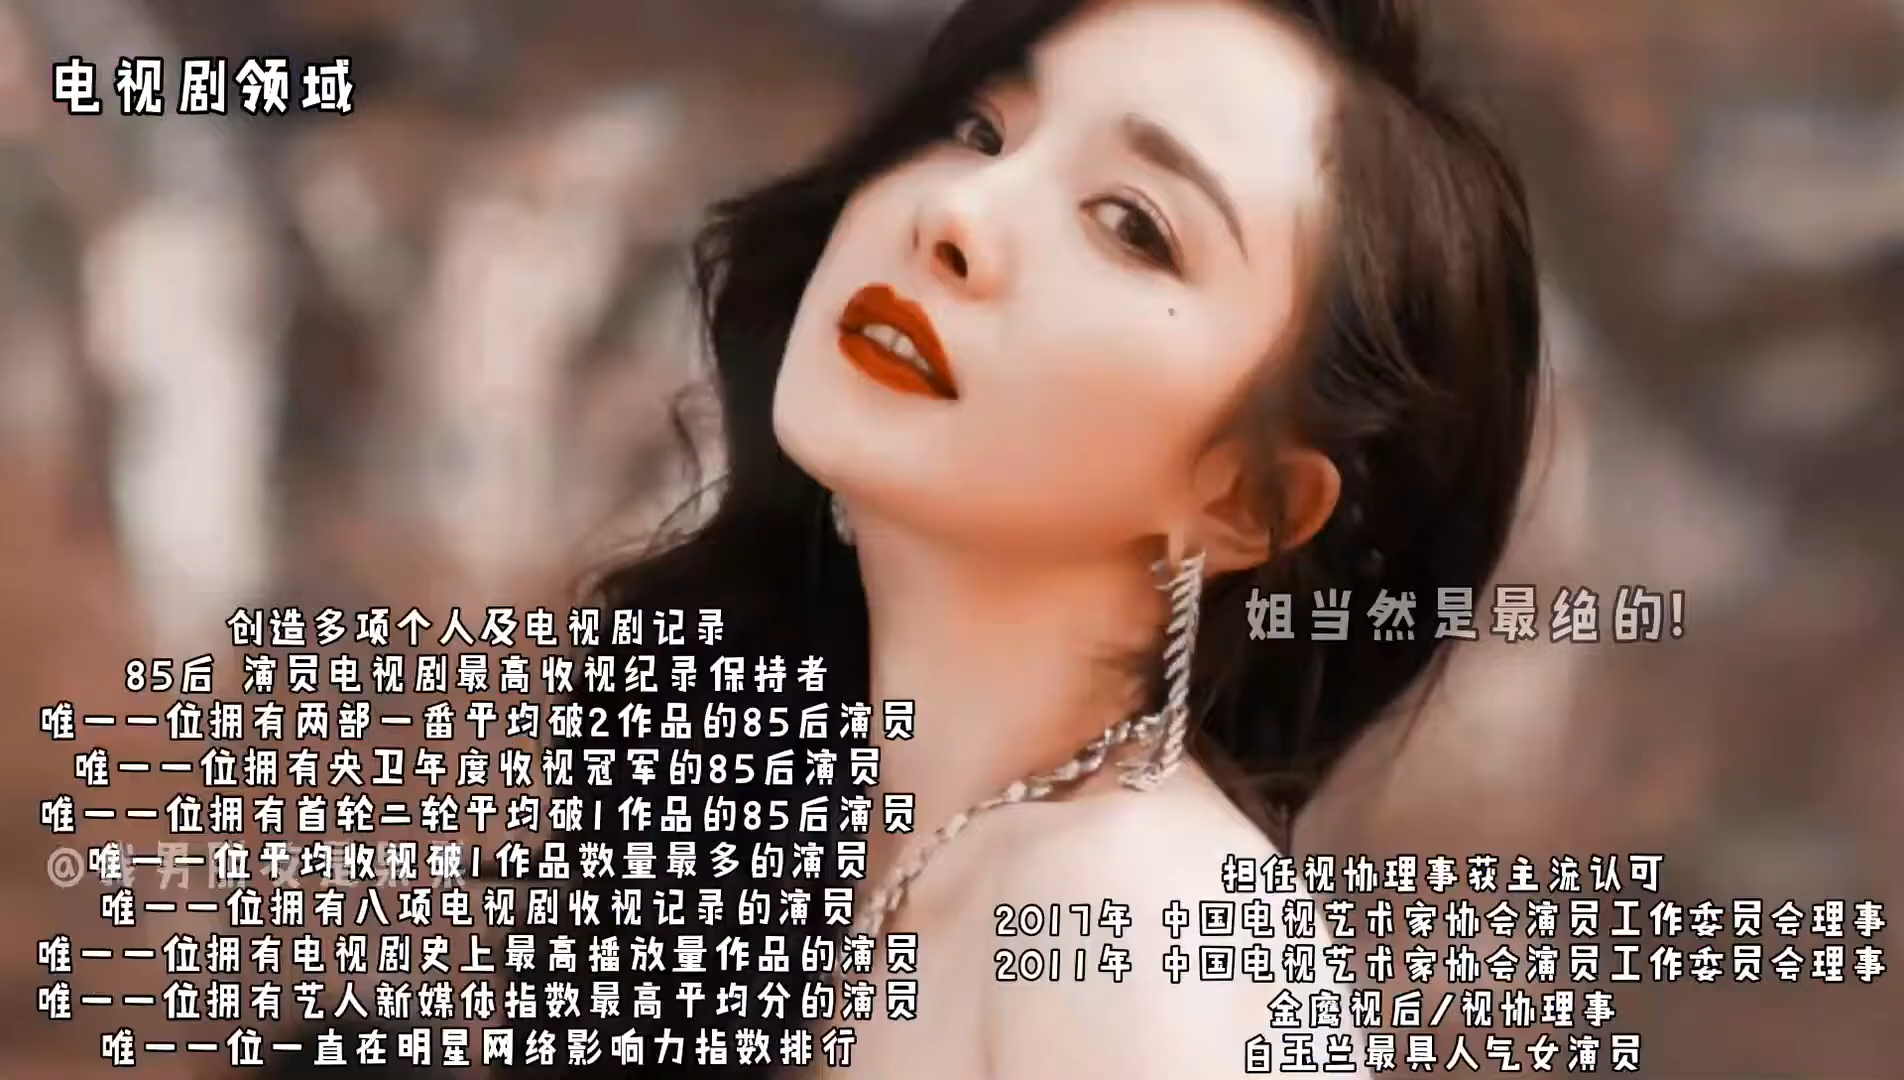 电视剧领域
姐当然是最绝的!
创造多项个人及电视剧记录
85后 演员电视剧最高收视纪录保持者
唯一一位拥有两部一番平均破2作品的85后演员
唯一一位拥有央卫年度收视冠军的85后演员
唯一一位拥有首轮二轮平均破1作品的85后演员
唯一一位平均收视破1作品数量最多的演员
唯一一位拥有八项电视剧收视记录的演员
唯一一位拥有电视剧史上最高播放量作品的演员
唯一一位拥有艺人新媒体指数最高平均分的演员
唯一一位一直在明星网络影响力指数排行
担任视协理事获主流认可
2017年 中国电视艺术家协会演员工作委员会理事
2011年 中国电视艺术家协会演员工作委员会理事
金鹰视后/视协理事
白玉兰最具人气女演员